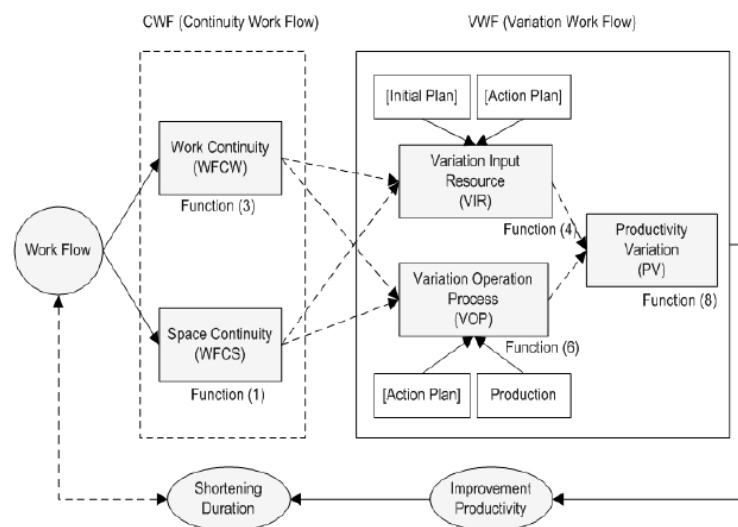 CWF (Continuity Work Flow)
VWF (Variation Work Flow)
[Initial Plan]
[Action Plan]
Work Continuity
(WFCW)
Function (3)
Variation Input
Resource
(VIR)
Function (4)
Work Flow
Productivity
Variation
(PV)
Function (8)
Variation Operation
Process
(VOP)
Function (6)
Space Continuity
(WFCS)
Function (1)
[Action Plan]
Production
Shortening
Duration
Improvement
Productivity